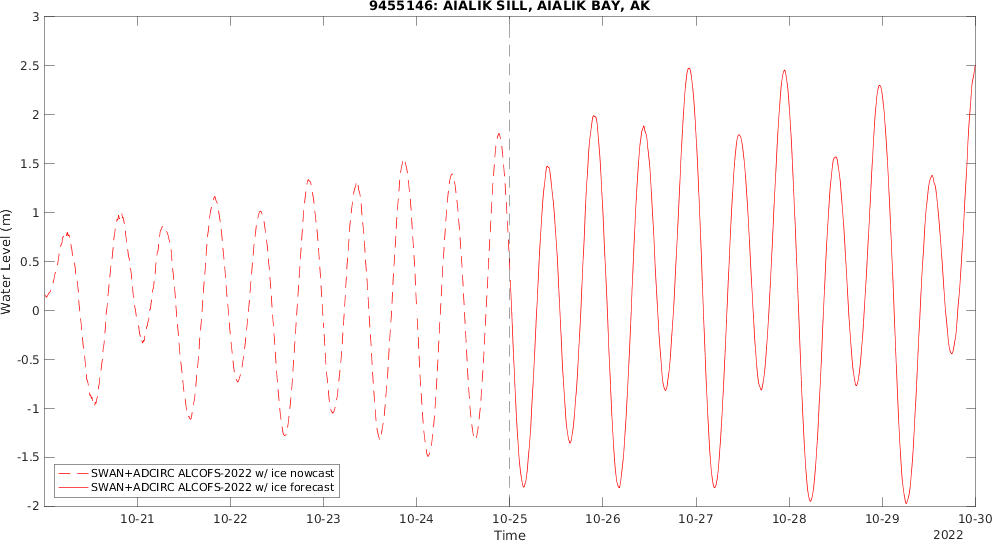 9455146: AIALIK SILL, AIALIK BAY, AK
3
2.5
2
1.5
1
0.5
0
-0.5
-1
-1.5
-2
Water Level (m)
SWAN+ADCIRC ALCOFS-2022 w/ ice nowcast
SWAN+ADCIRC ALCOFS-2022 w/ ice forecast
10-21 10-22 10-23 10-24 10-25 10-26 10-27 10-28 10-29 10-30
Time
2022